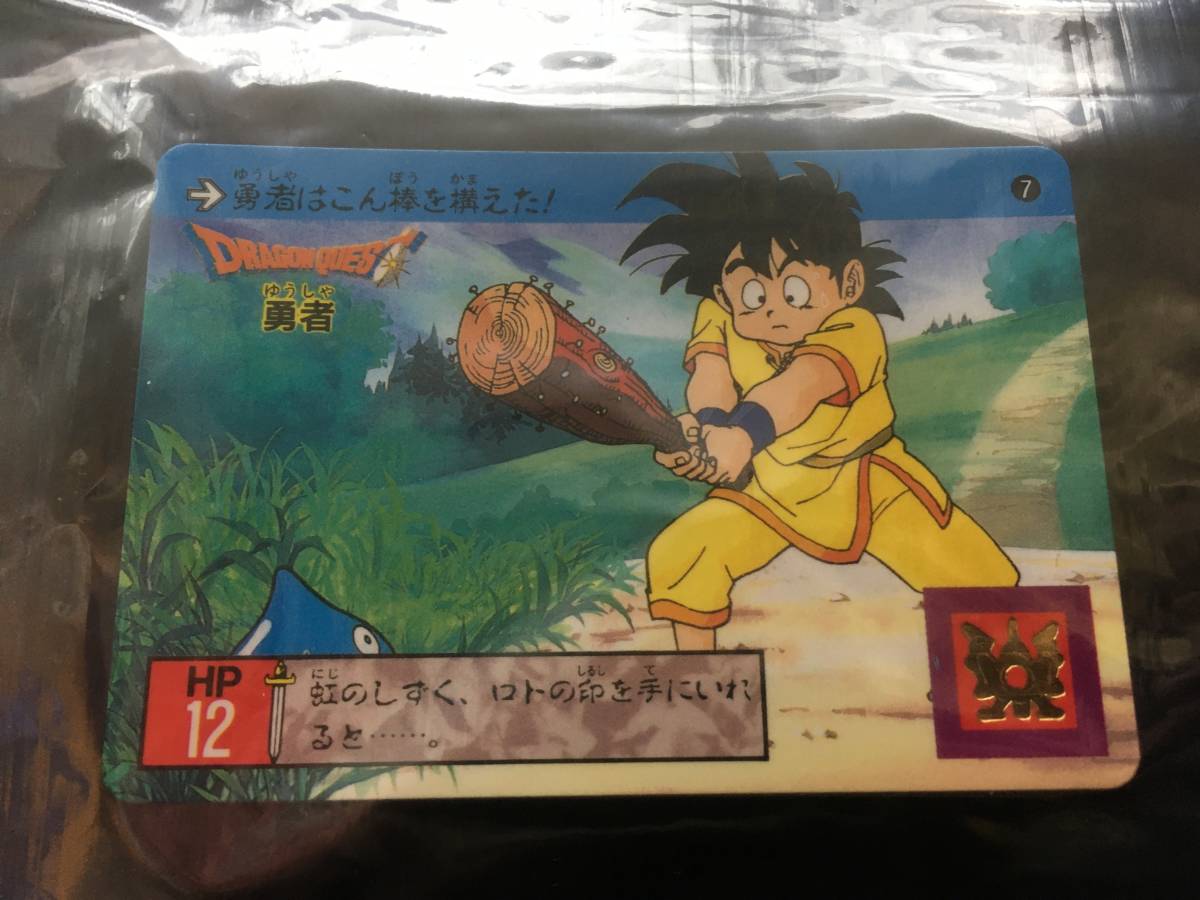 ゆうしゃ ぼう かま
勇者はこん棒を構えた!
7
DRAGON QUEST
ゆうしゃ
勇者
HP
12
にじ しるし て
虹のしずく、ロトの印を手にいれ
ると……。